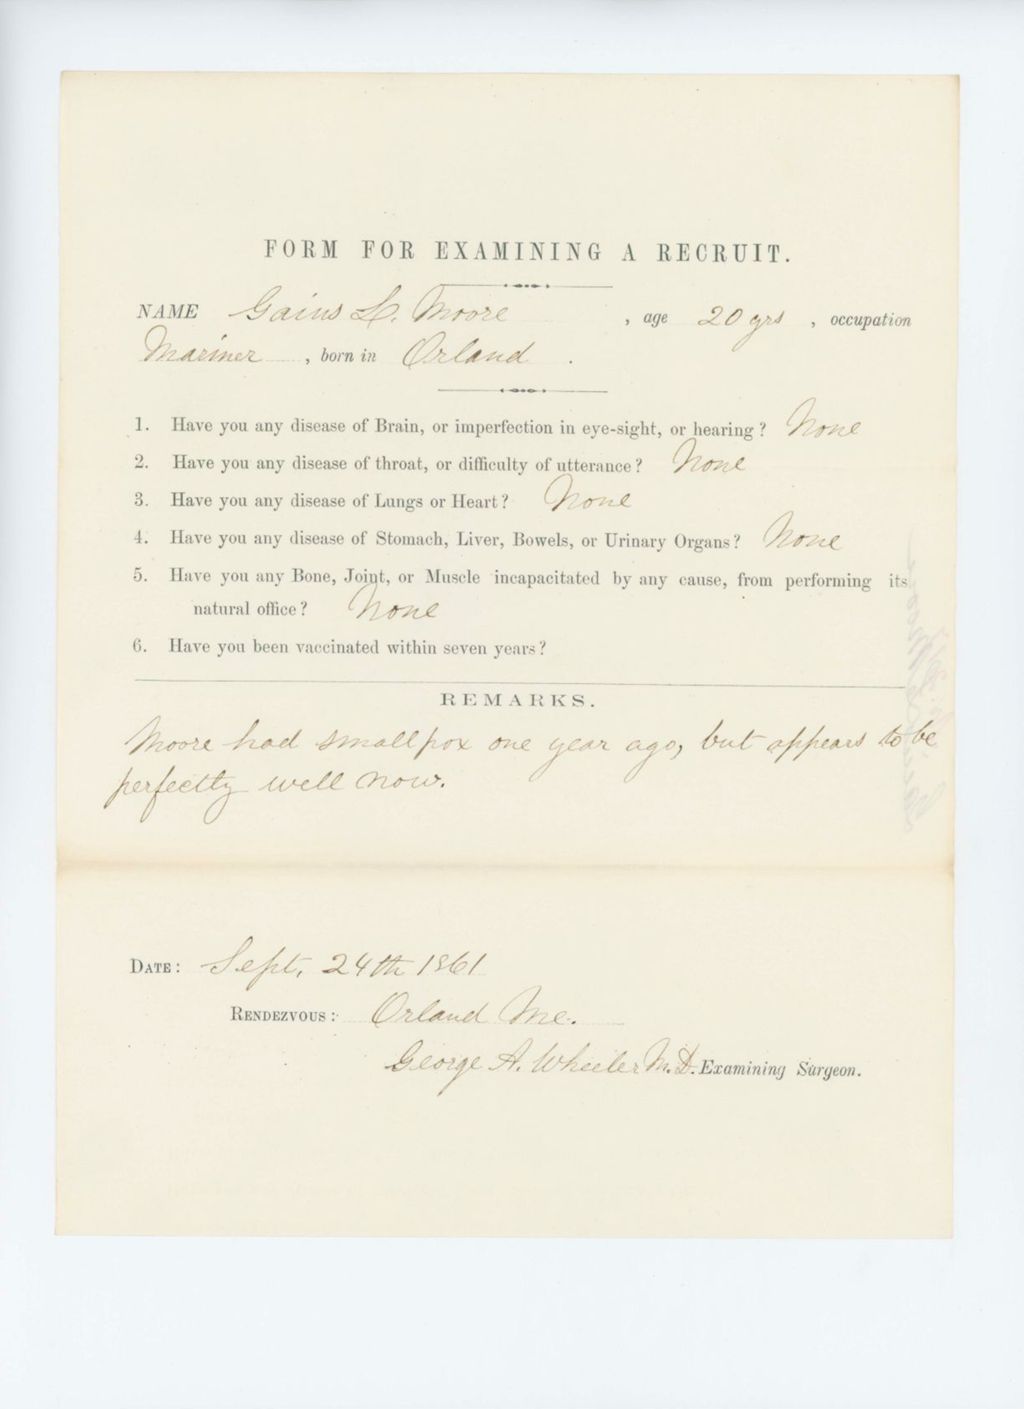 FORM FOR EXAMINING A RECRUIT.
NAME Gains L. Moore , age 20 yrs , occupation
Mariner , born in Orland .
1. Have you any disease of Brain, or imperfection in eye-sight, or hearing? None
2. Have you any disease of throat, or difficulty of utterance? None
3. Have you any disease of Lungs or Heart? None
4. Have you any disease of Stomach, Liver, Bowels, or Urinary Organs? None
5. Have you any Bone, Joint, or Muscle incapacitated by any cause, from performing its
natural office? None
6. Have you been vaccinated within seven years?
REMARKS.
Moore had small pox one year ago, but appears to be
perfectly well now.
DATE: Sept. 24th 1861
RENDEZVOUS: Orland Me.
George A. Wheeler M.D. Examining Surgeon.